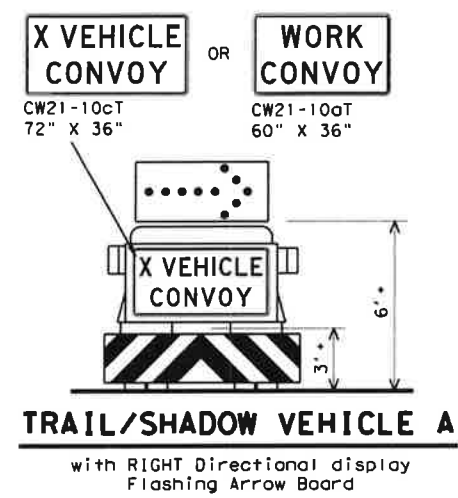 X VEHICLE
CONVOY
OR
WORK
CONVOY
CW21-10cT
72" X 36"
CW21-10aT
60" X 36"
X VEHICLE
CONVOY
6'+
3'+
TRAIL/SHADOW VEHICLE A
with RIGHT Directional display
Flashing Arrow Board